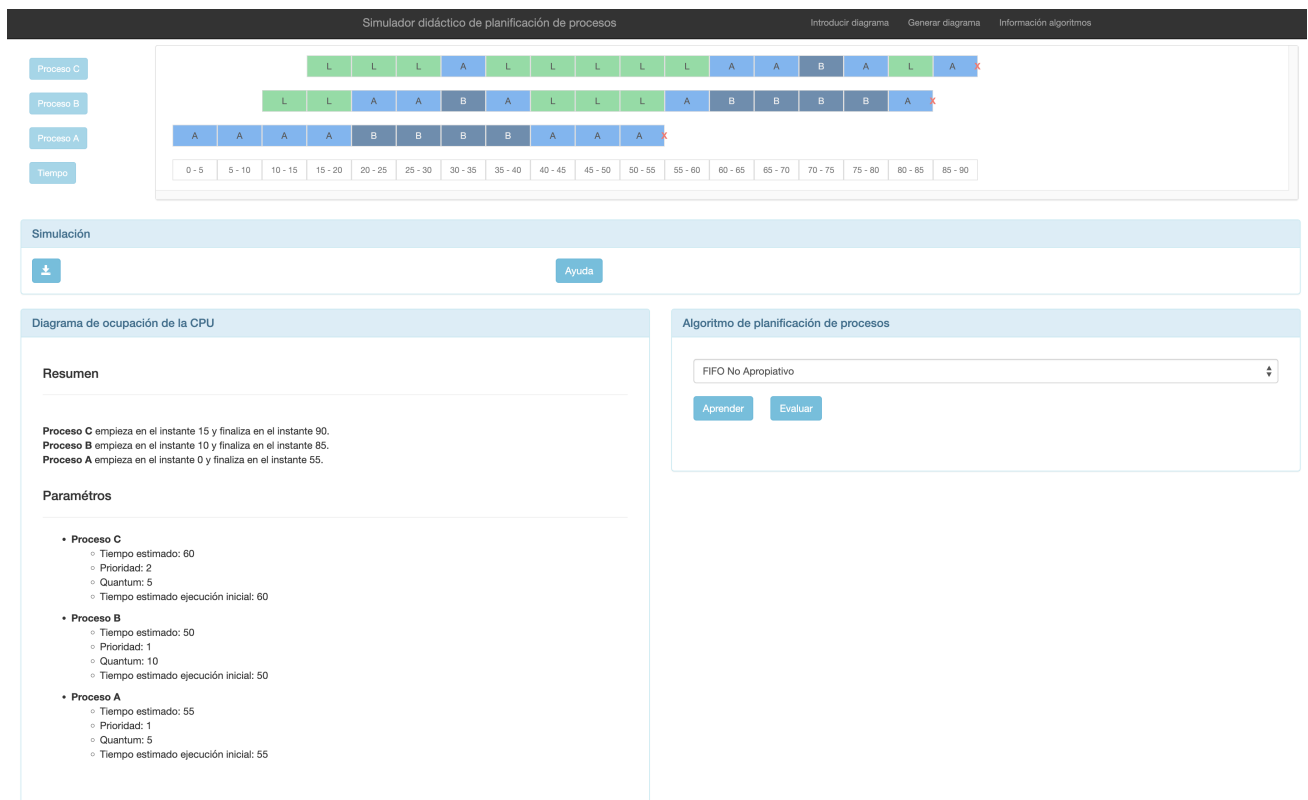 Simulador didáctico de planificación de procesos Introducir diagrama Generar diagrama Información algoritmos
Proceso C L L L A L L L L L A A B A L A X
Proceso B L L A A B A L L L A B B B B A X
Proceso A A A A A B B B B A A A X
Tiempo 0 - 5 5 - 10 10 - 15 15 - 20 20 - 25 25 - 30 30 - 35 35 - 40 40 - 45 45 - 50 50 - 55 55 - 60 60 - 65 65 - 70 70 - 75 75 - 80 80 - 85 85 - 90
Simulación
Ayuda
Diagrama de ocupación de la CPU
Resumen
Proceso C empieza en el instante 15 y finaliza en el instante 90.
Proceso B empieza en el instante 10 y finaliza en el instante 85.
Proceso A empieza en el instante 0 y finaliza en el instante 55.
Paramétros
• Proceso C
◦ Tiempo estimado: 60
◦ Prioridad: 2
◦ Quantum: 5
◦ Tiempo estimado ejecución inicial: 60
• Proceso B
◦ Tiempo estimado: 50
◦ Prioridad: 1
◦ Quantum: 10
◦ Tiempo estimado ejecución inicial: 50
• Proceso A
◦ Tiempo estimado: 55
◦ Prioridad: 1
◦ Quantum: 5
◦ Tiempo estimado ejecución inicial: 55
Algoritmo de planificación de procesos
FIFO No Apropiativo
Aprender Evaluar